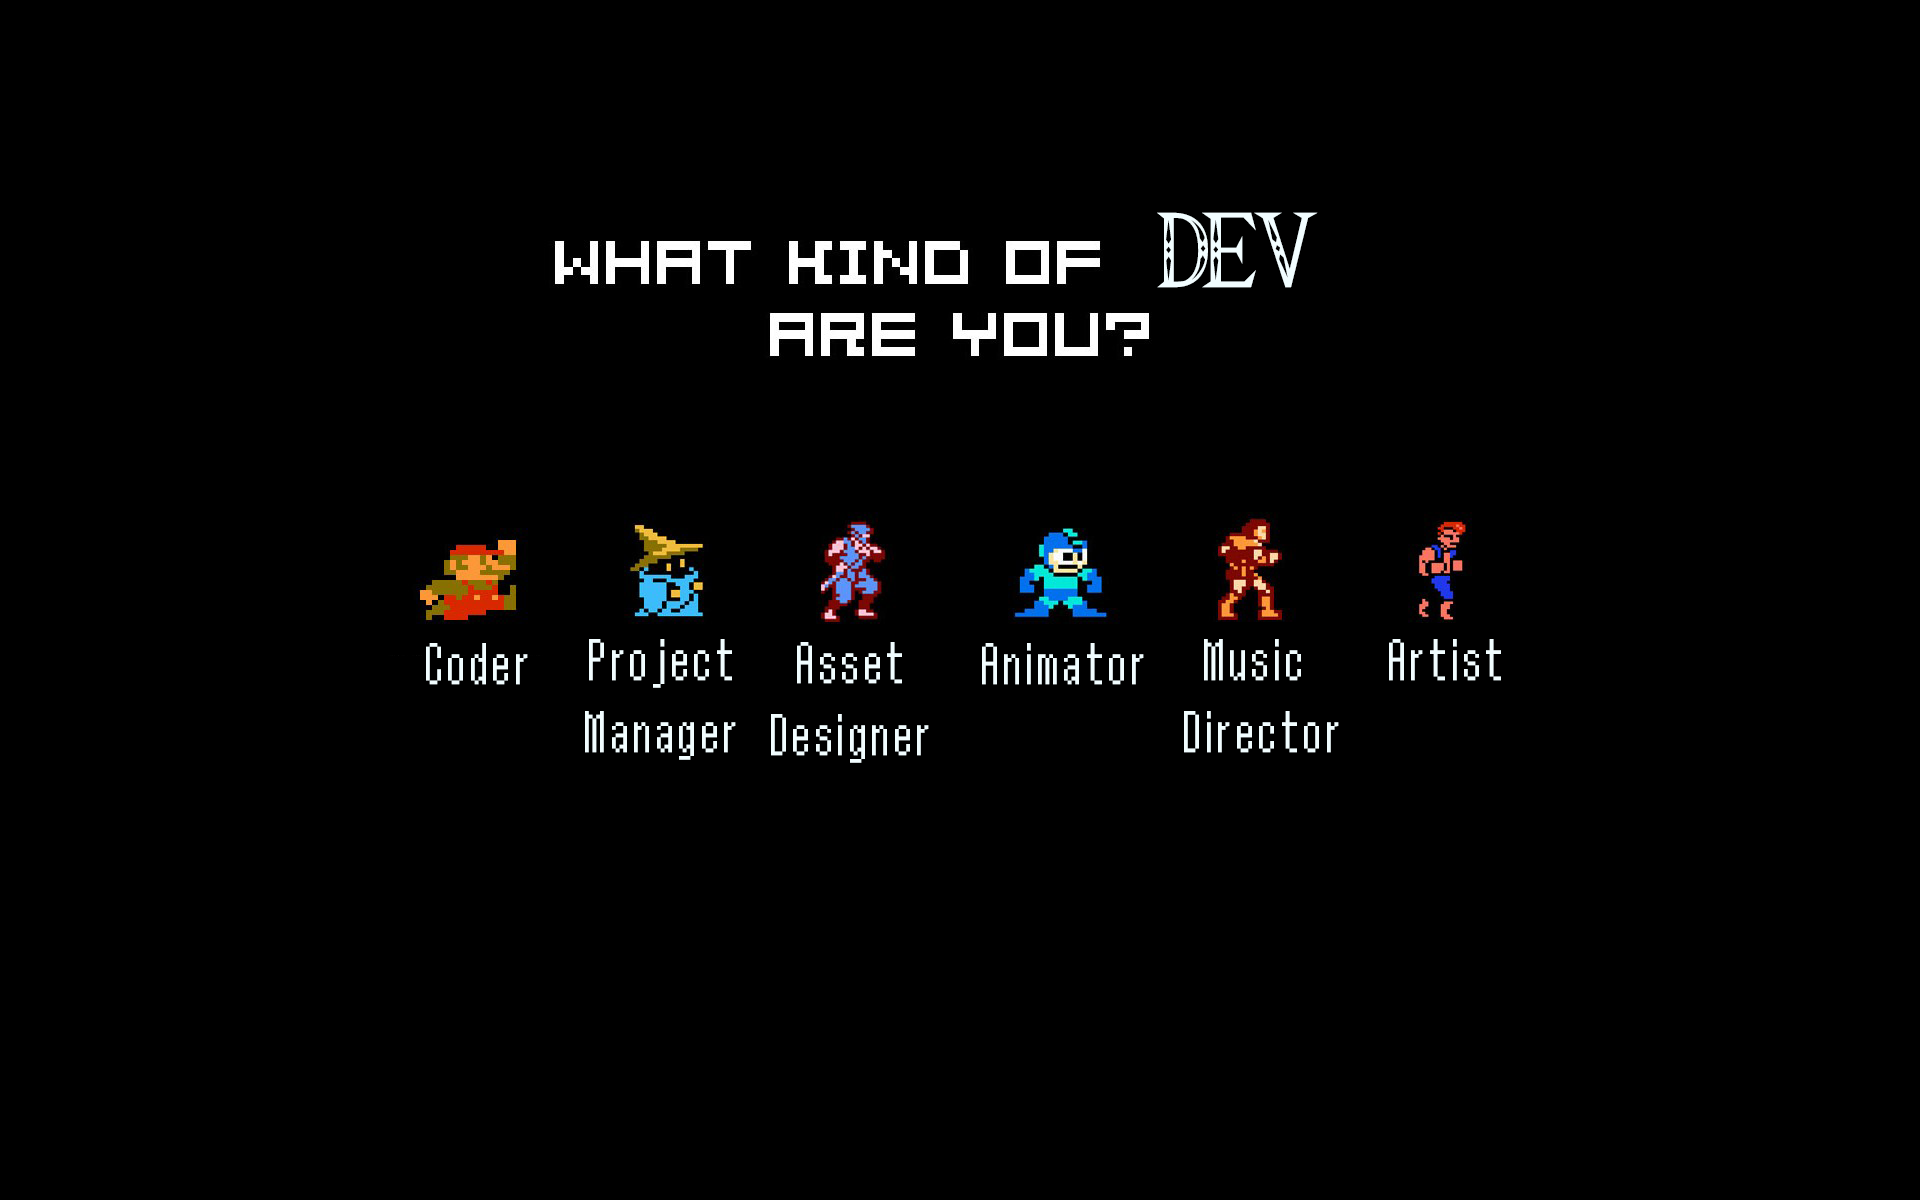 WHAT KIND OF DEV
ARE YOU?
Coder
Project
Manager
Asset
Designer
Animator
Music
Director
Artist